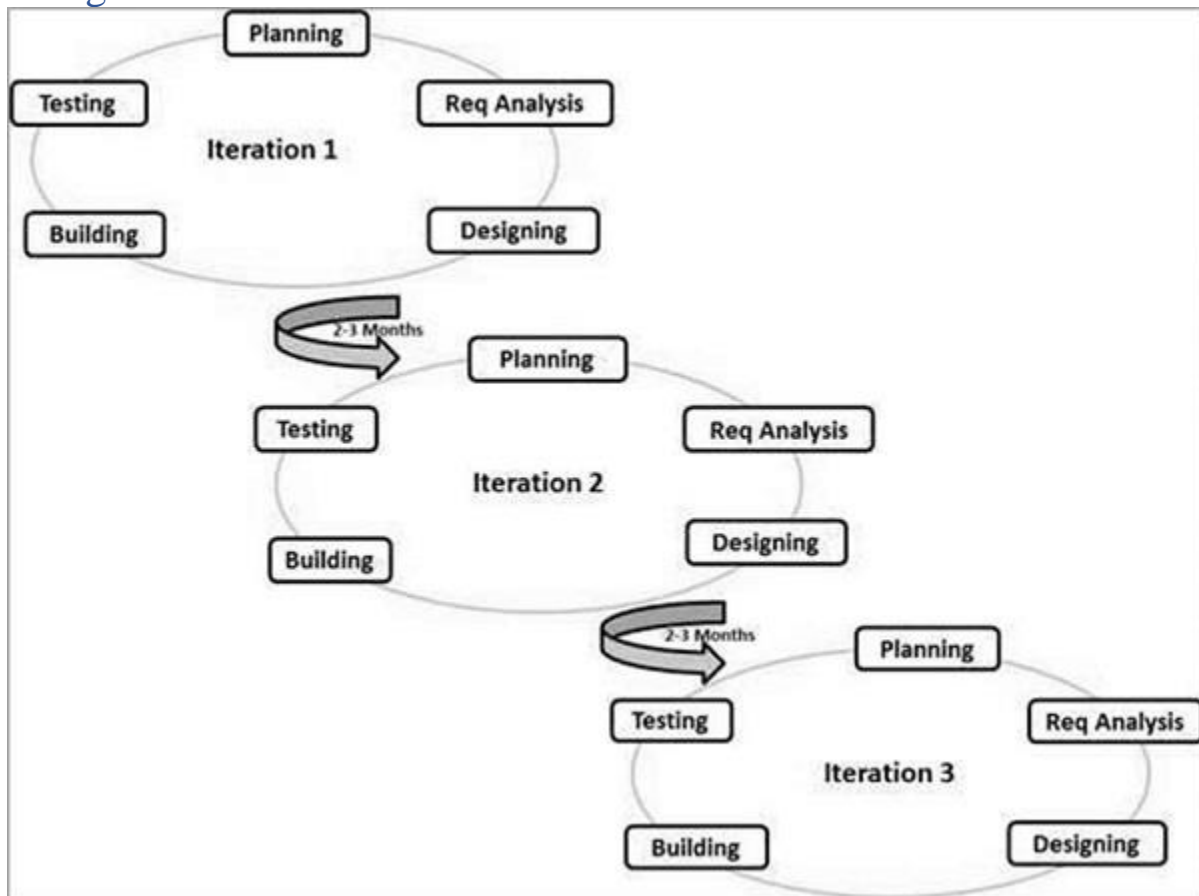 Planning
Testing
Req Analysis
Iteration 1
Building
Designing
2-3 Months
Planning
Testing
Req Analysis
Iteration 2
Building
Designing
2-3 Months
Planning
Testing
Req Analysis
Iteration 3
Building
Designing